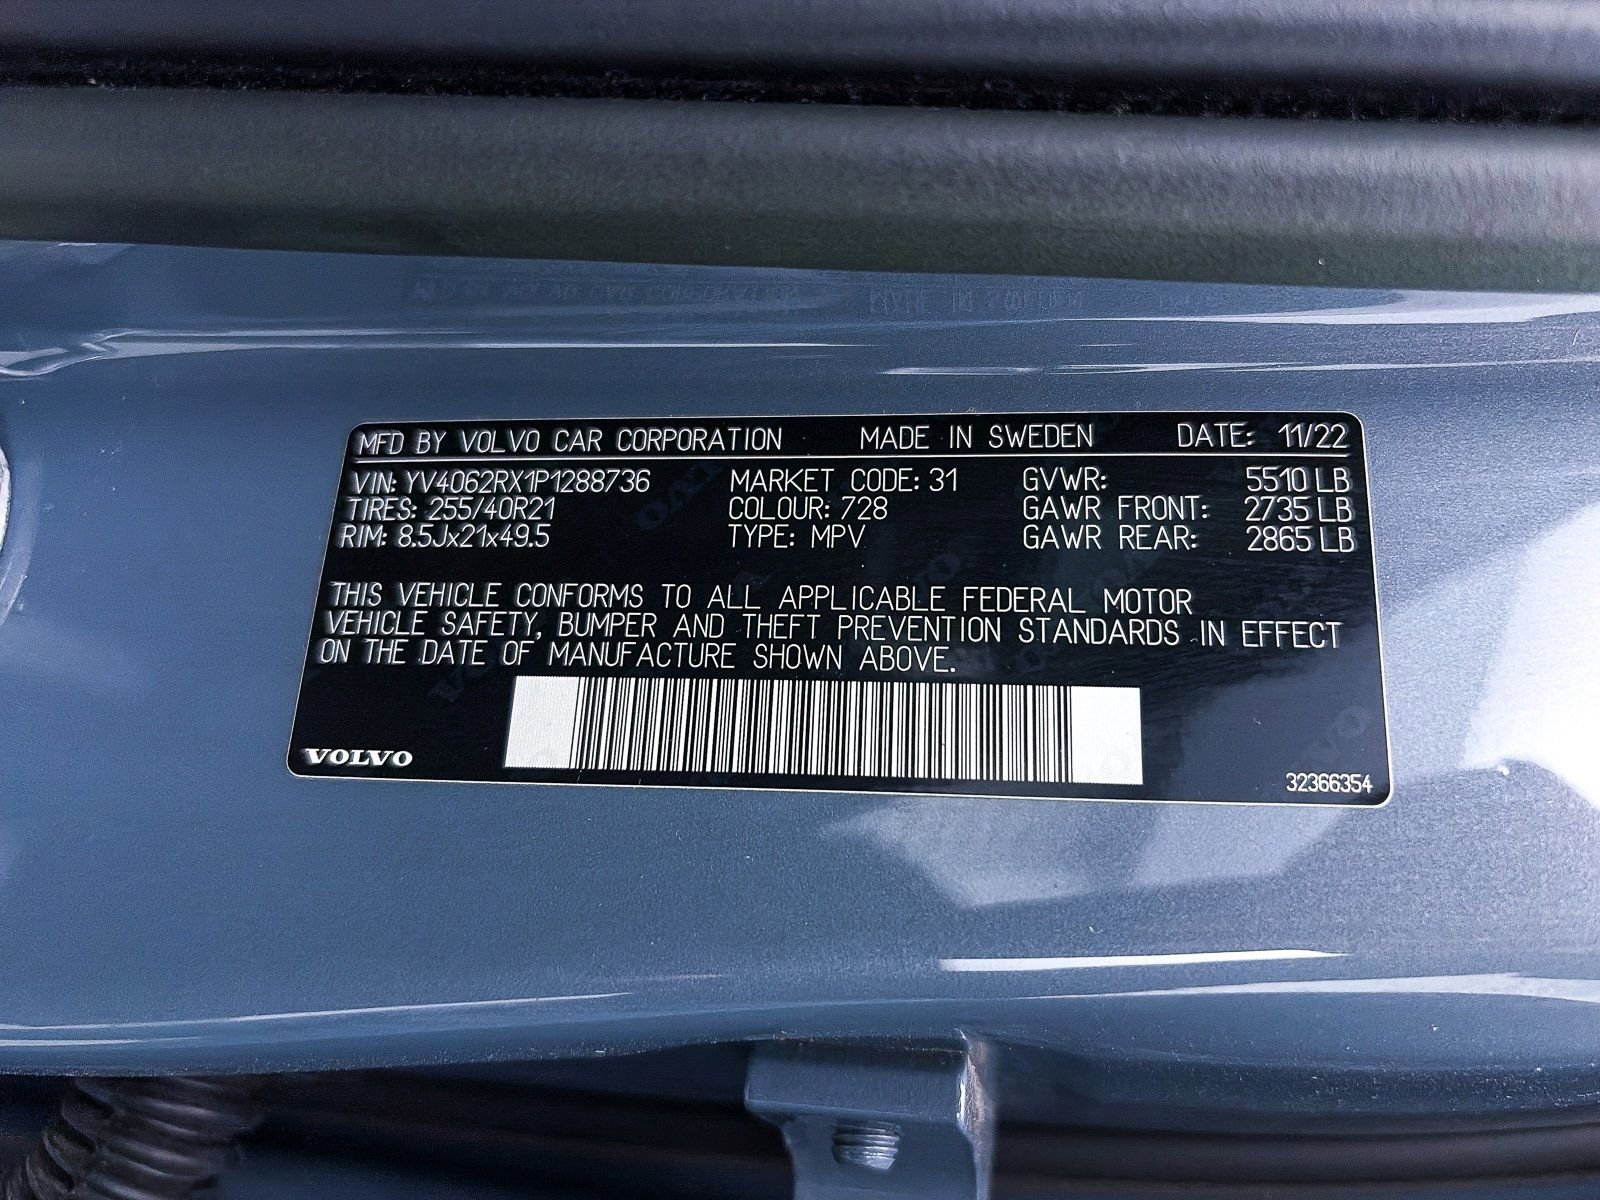 MFD BY VOLVO CAR CORPORATION MADE IN SWEDEN DATE: 11/22
VIN: YV4062RX1P1288736 MARKET CODE: 31 GVWR: 5510 LB
TIRES: 255/40R21 COLOUR: 728 GAWR FRONT: 2735 LB
RIM: 8.5Jx21x49.5 TYPE: MPV GAWR REAR: 2865 LB
THIS VEHICLE CONFORMS TO ALL APPLICABLE FEDERAL MOTOR
VEHICLE SAFETY, BUMPER AND THEFT PREVENTION STANDARDS IN EFFECT
ON THE DATE OF MANUFACTURE SHOWN ABOVE.
VOLVO
32366354